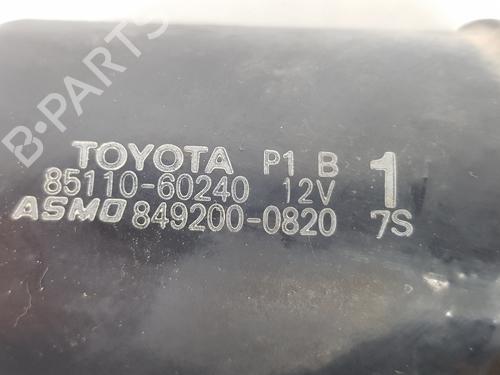 B-PARTS
TOYOTA P1 B 1
85110-60240 12V
ASMO 849200-0820 7S